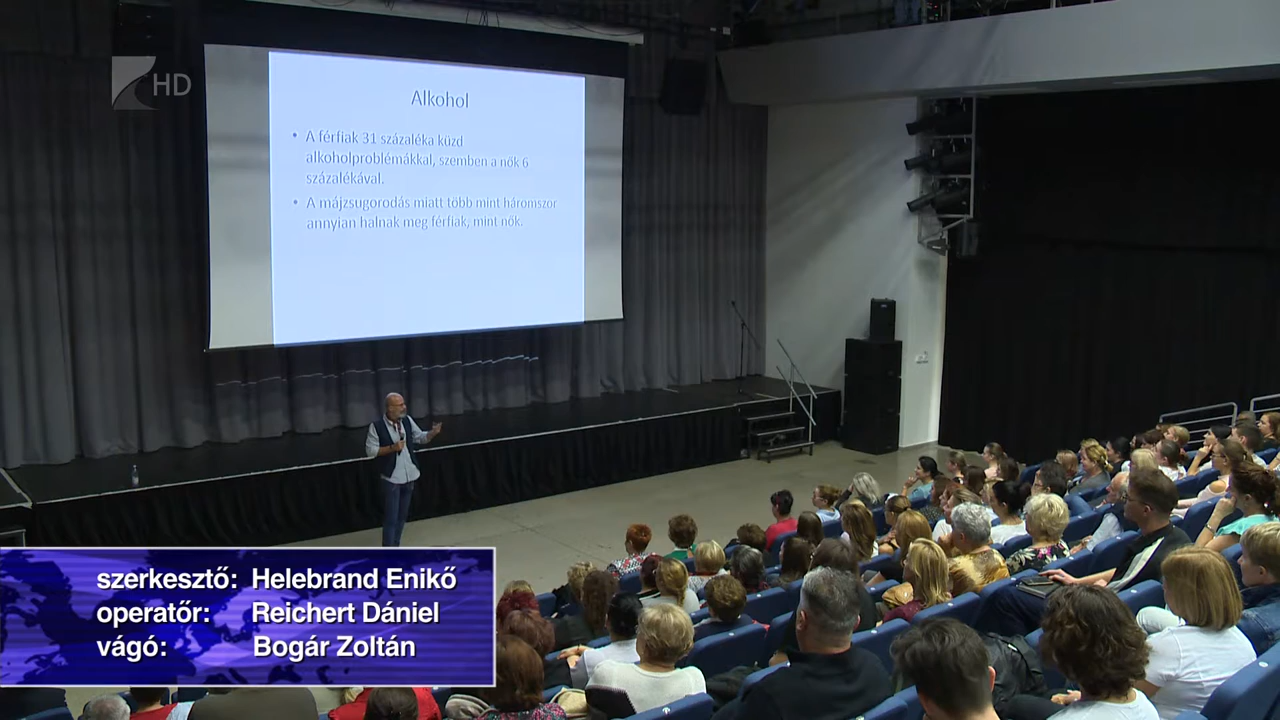 HD
Alkohol
• A férfiak 31 százaléka küzd
alkoholproblémákkal, szemben a nők 6
százalékával.
• A májzsugorodás miatt több mint háromszor
annyian halnak meg férfiak, mint nők.
szerkesztő: Helebrand Enikő
operatőr: Reichert Dániel
vágó: Bogár Zoltán